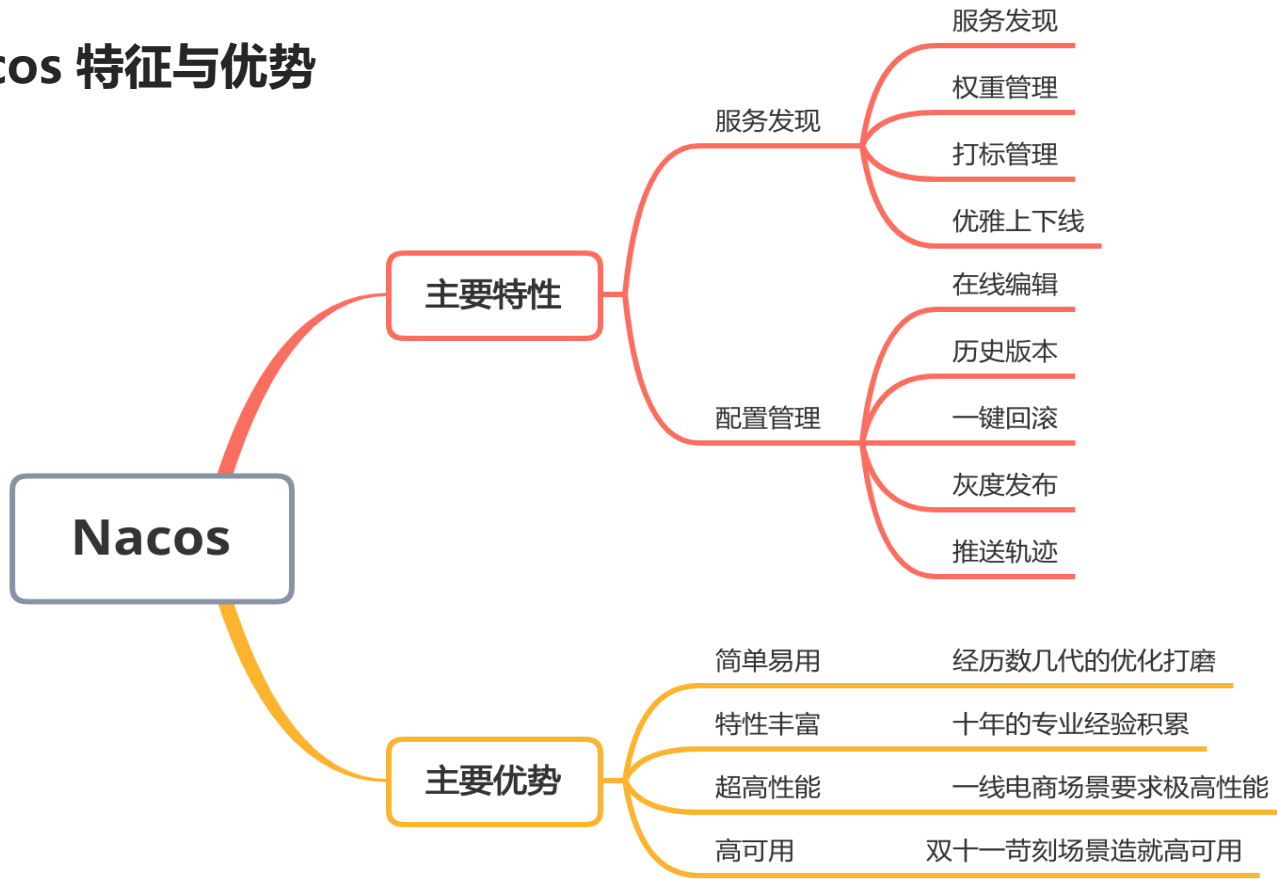 cos 特征与优势
Nacos
主要特性
服务发现
服务发现
权重管理
打标管理
优雅上下线
配置管理
在线编辑
历史版本
一键回滚
灰度发布
推送轨迹
主要优势
简单易用
经历数几代的优化打磨
特性丰富
十年的专业经验积累
超高性能
一线电商场景要求极高性能
高可用
双十一苛刻场景造就高可用